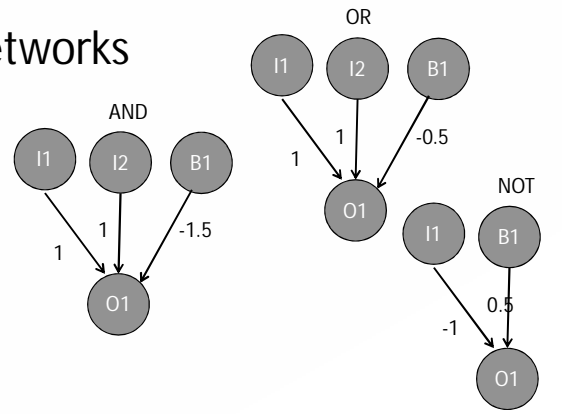 etworks
AND
I1 I2 B1
1 1 -1.5
O1
OR
I1 I2 B1
1 1 -0.5
O1
NOT
I1 B1
-1 0.5
O1